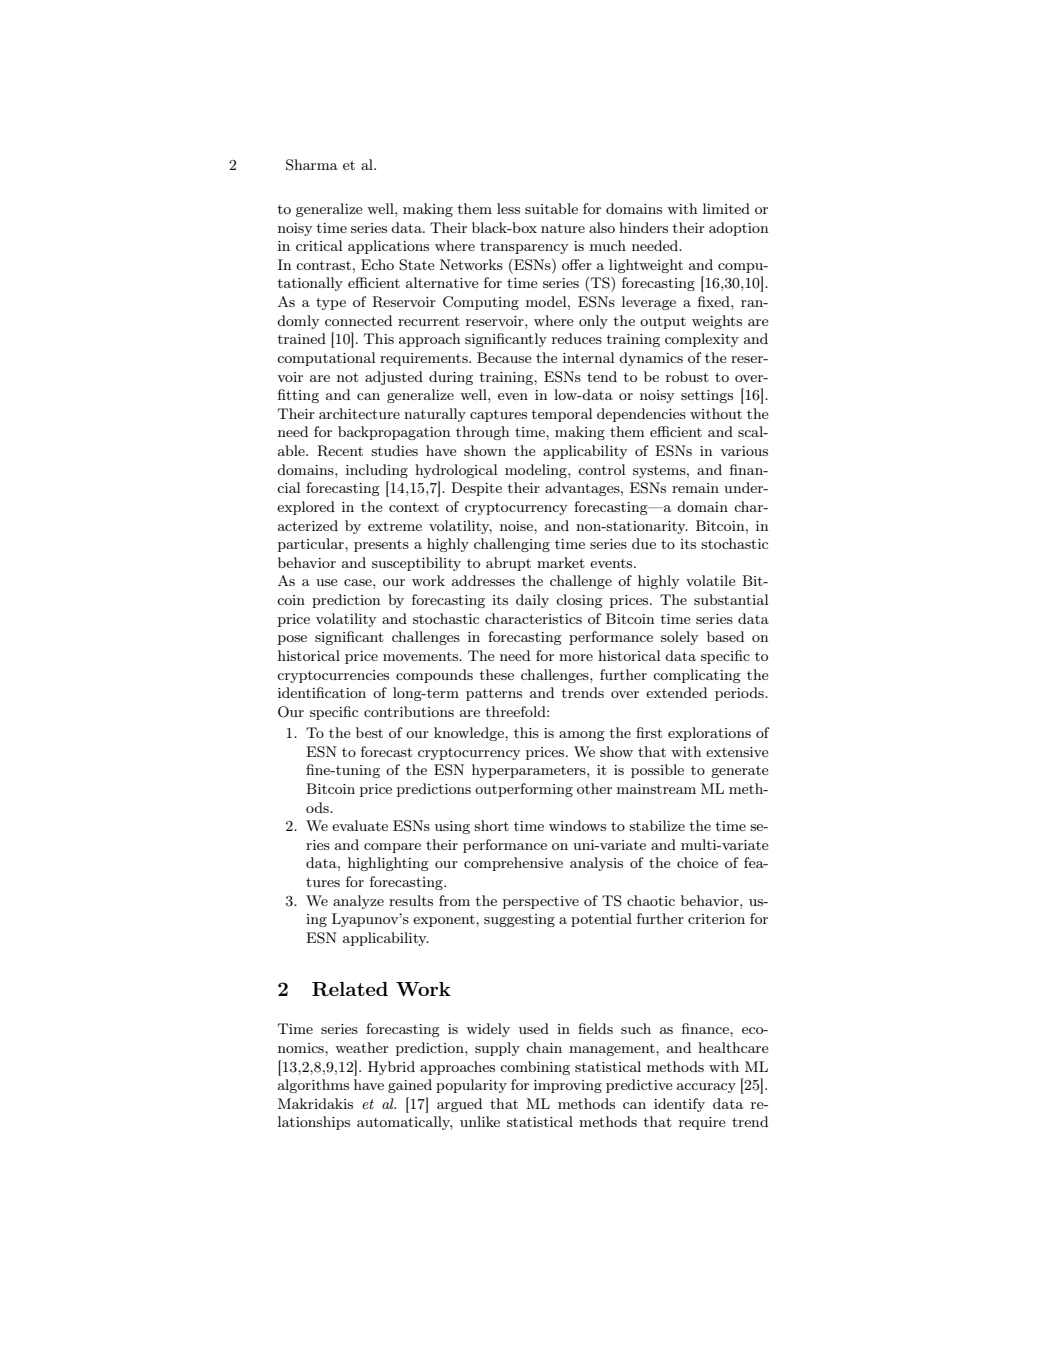 2 Sharma et al.
to generalize well, making them less suitable for domains with limited or
noisy time series data. Their black-box nature also hinders their adoption
in critical applications where transparency is much needed.
In contrast, Echo State Networks (ESNs) offer a lightweight and compu-
tationally efficient alternative for time series (TS) forecasting [16,30,10].
As a type of Reservoir Computing model, ESNs leverage a fixed, ran-
domly connected recurrent reservoir, where only the output weights are
trained [10]. This approach significantly reduces training complexity and
computational requirements. Because the internal dynamics of the reser-
voir are not adjusted during training, ESNs tend to be robust to over-
fitting and can generalize well, even in low-data or noisy settings [16].
Their architecture naturally captures temporal dependencies without the
need for backpropagation through time, making them efficient and scal-
able. Recent studies have shown the applicability of ESNs in various
domains, including hydrological modeling, control systems, and finan-
cial forecasting [14,15,7]. Despite their advantages, ESNs remain under-
explored in the context of cryptocurrency forecasting—a domain char-
acterized by extreme volatility, noise, and non-stationarity. Bitcoin, in
particular, presents a highly challenging time series due to its stochastic
behavior and susceptibility to abrupt market events.
As a use case, our work addresses the challenge of highly volatile Bit-
coin prediction by forecasting its daily closing prices. The substantial
price volatility and stochastic characteristics of Bitcoin time series data
pose significant challenges in forecasting performance solely based on
historical price movements. The need for more historical data specific to
cryptocurrencies compounds these challenges, further complicating the
identification of long-term patterns and trends over extended periods.
Our specific contributions are threefold:
1. To the best of our knowledge, this is among the first explorations of
ESN to forecast cryptocurrency prices. We show that with extensive
fine-tuning of the ESN hyperparameters, it is possible to generate
Bitcoin price predictions outperforming other mainstream ML meth-
ods.
2. We evaluate ESNs using short time windows to stabilize the time se-
ries and compare their performance on uni-variate and multi-variate
data, highlighting our comprehensive analysis of the choice of fea-
tures for forecasting.
3. We analyze results from the perspective of TS chaotic behavior, us-
ing Lyapunov's exponent, suggesting a potential further criterion for
ESN applicability.
2 Related Work
Time series forecasting is widely used in fields such as finance, eco-
nomics, weather prediction, supply chain management, and healthcare
[13,2,8,9,12]. Hybrid approaches combining statistical methods with ML
algorithms have gained popularity for improving predictive accuracy [25].
Makridakis et al. [17] argued that ML methods can identify data re-
lationships automatically, unlike statistical methods that require trend